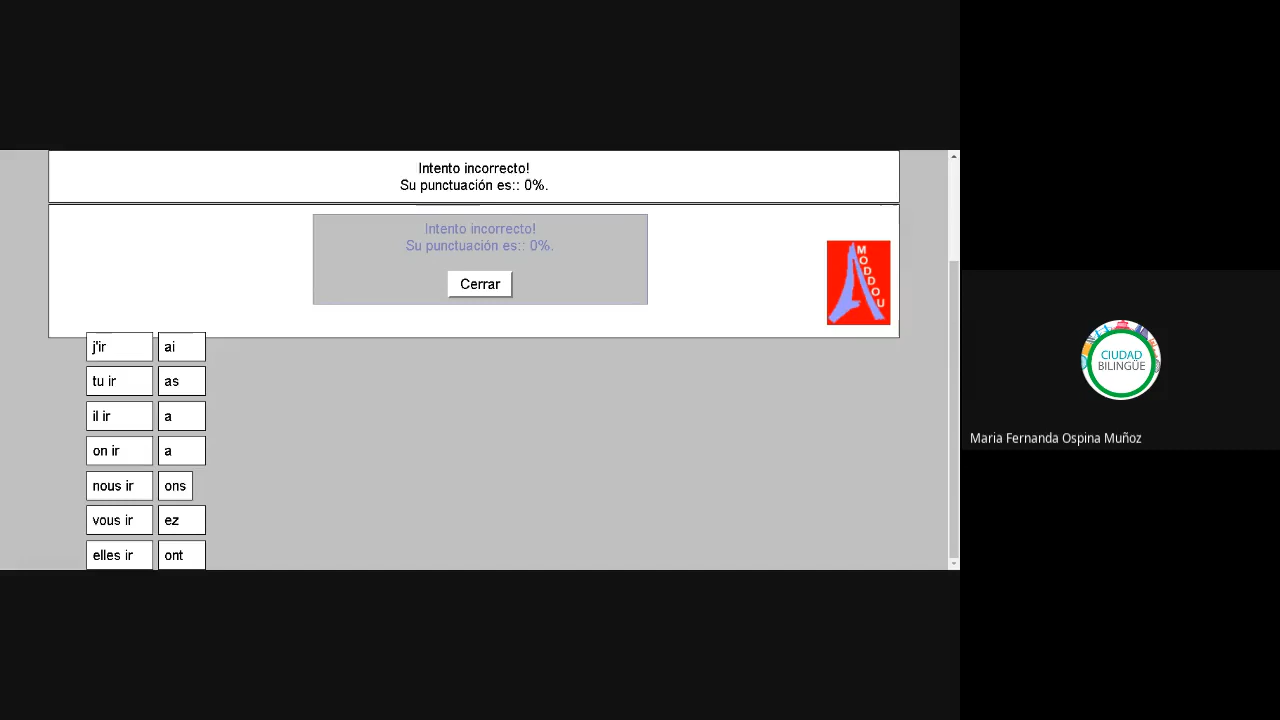 Intento incorrecto!
Su punctuación es:: 0%.
Intento incorrecto!
Su punctuación es:: 0%.
Cerrar
MODDOU
j'ir ai
tu ir as
il ir a
on ir a
nous ir ons
vous ir ez
elles ir ont
CIUDAD
BILINGÜE
Maria Fernanda Ospina Muñoz